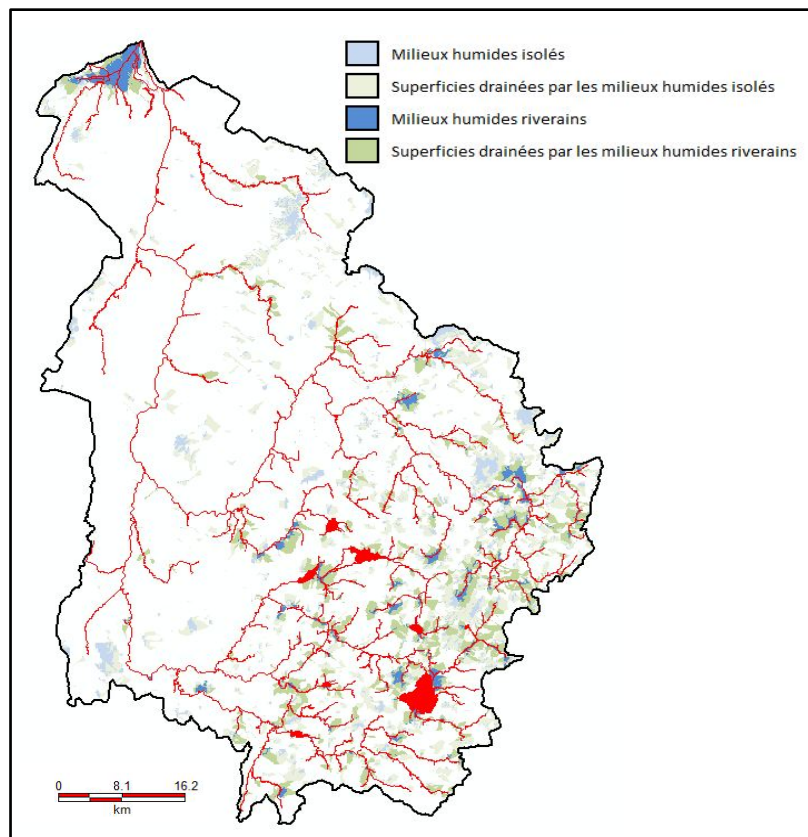 Milieux humides isolés
Superficies drainées par les milieux humides isolés
Milieux humides riverains
Superficies drainées par les milieux humides riverains
0 8.1 16.2
km